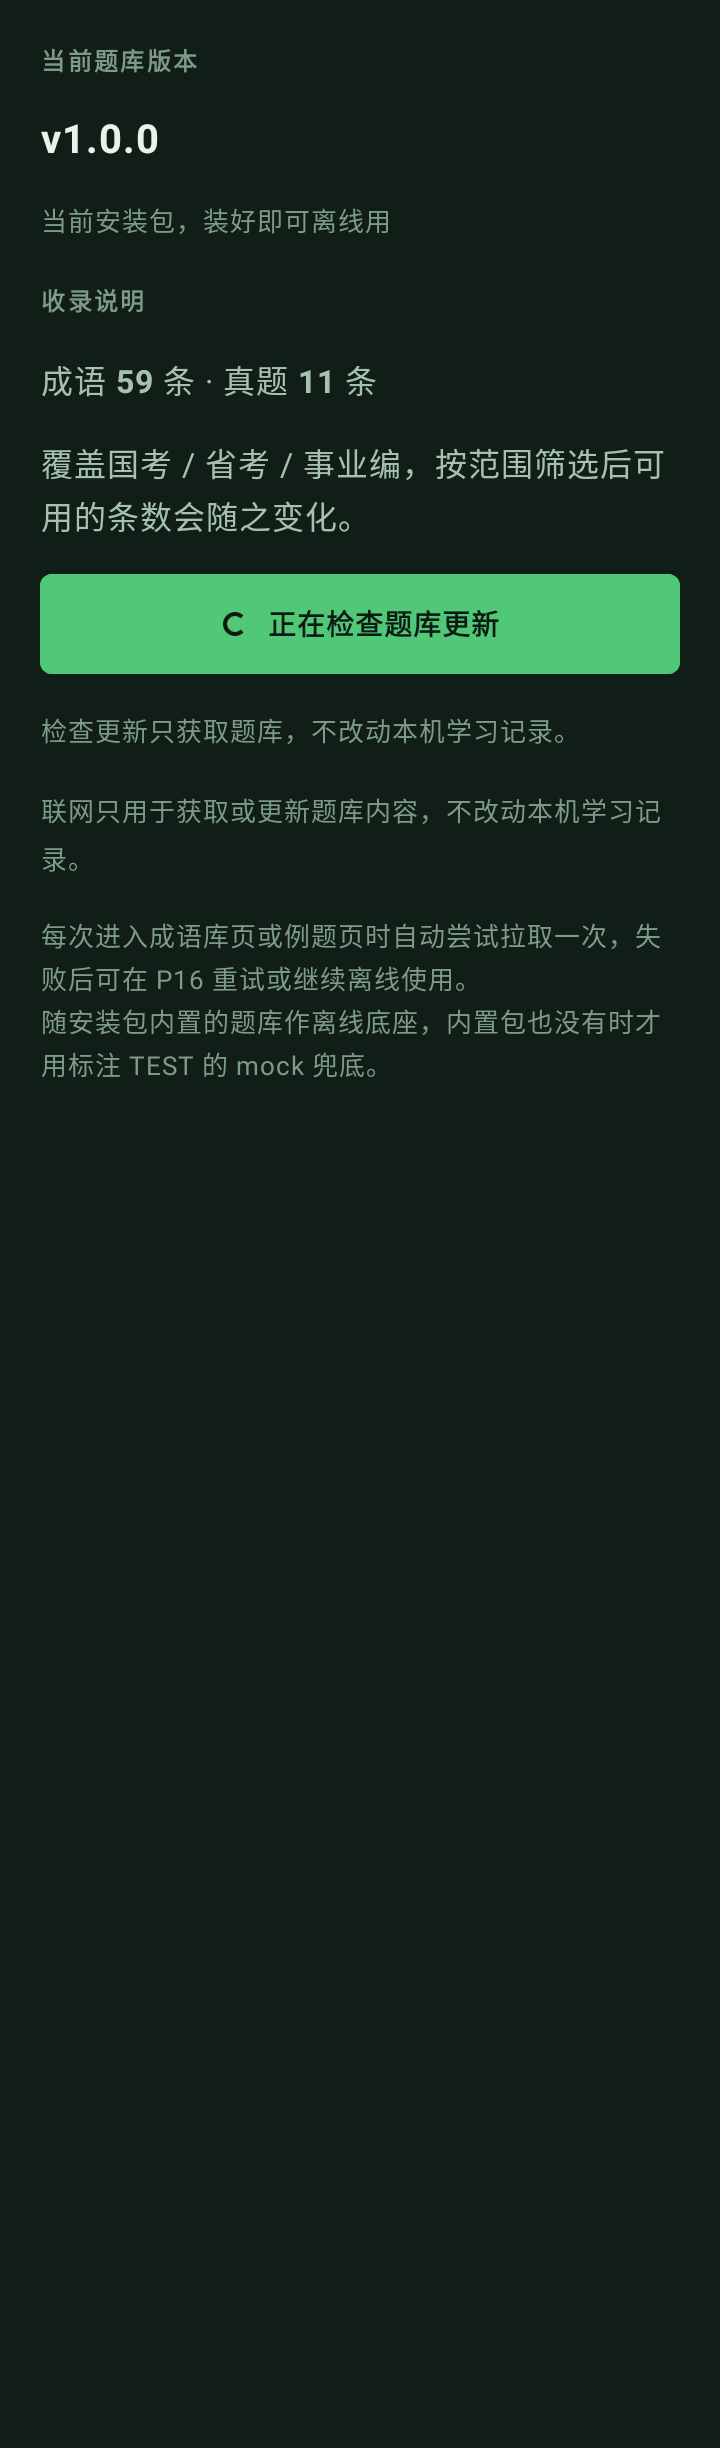 当前题库版本
v1.0.0
当前安装包，装好即可离线用
收录说明
成语 59 条 · 真题 11 条
覆盖国考 / 省考 / 事业编，按范围筛选后可
用的条数会随之变化。
正在检查题库更新
检查更新只获取题库，不改动本机学习记录。
联网只用于获取或更新题库内容，不改动本机学习记
录。
每次进入成语库页或例题页时自动尝试拉取一次，失
败后可在 P16 重试或继续离线使用。
随安装包内置的题库作离线底座，内置包也没有时才
用标注 TEST 的 mock 兜底。